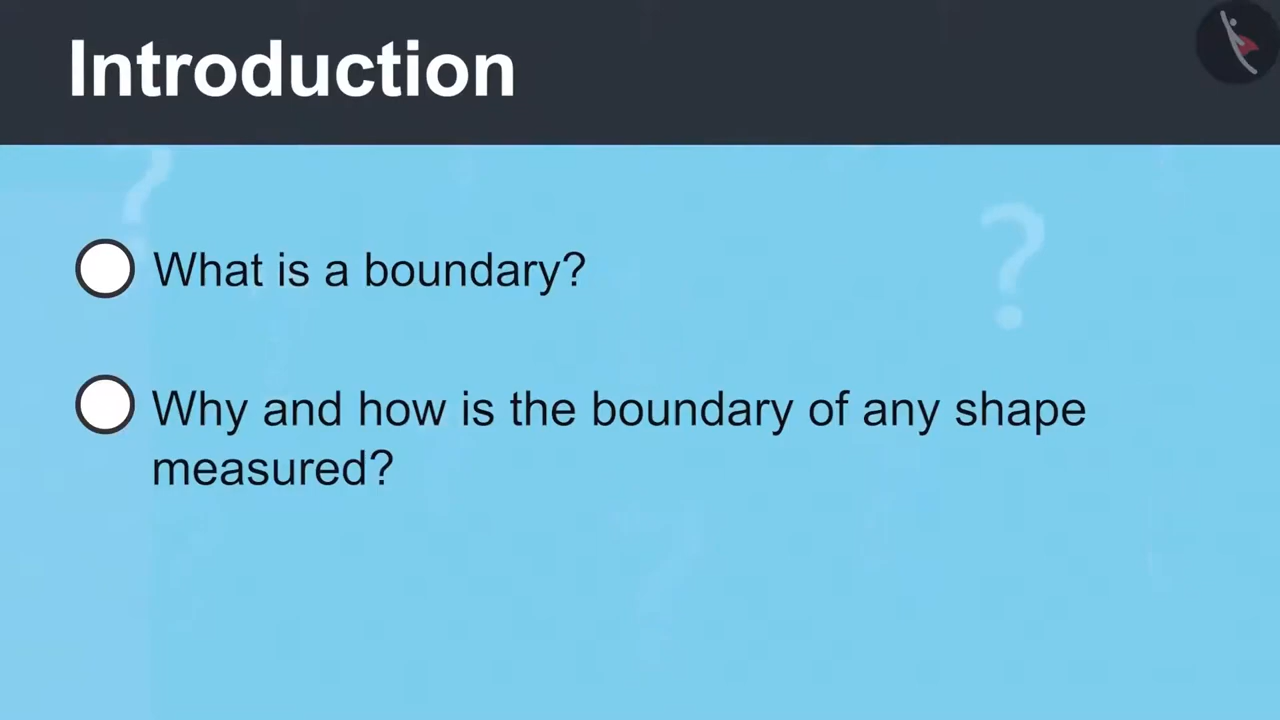 Introduction
What is a boundary?
Why and how is the boundary of any shape
measured?